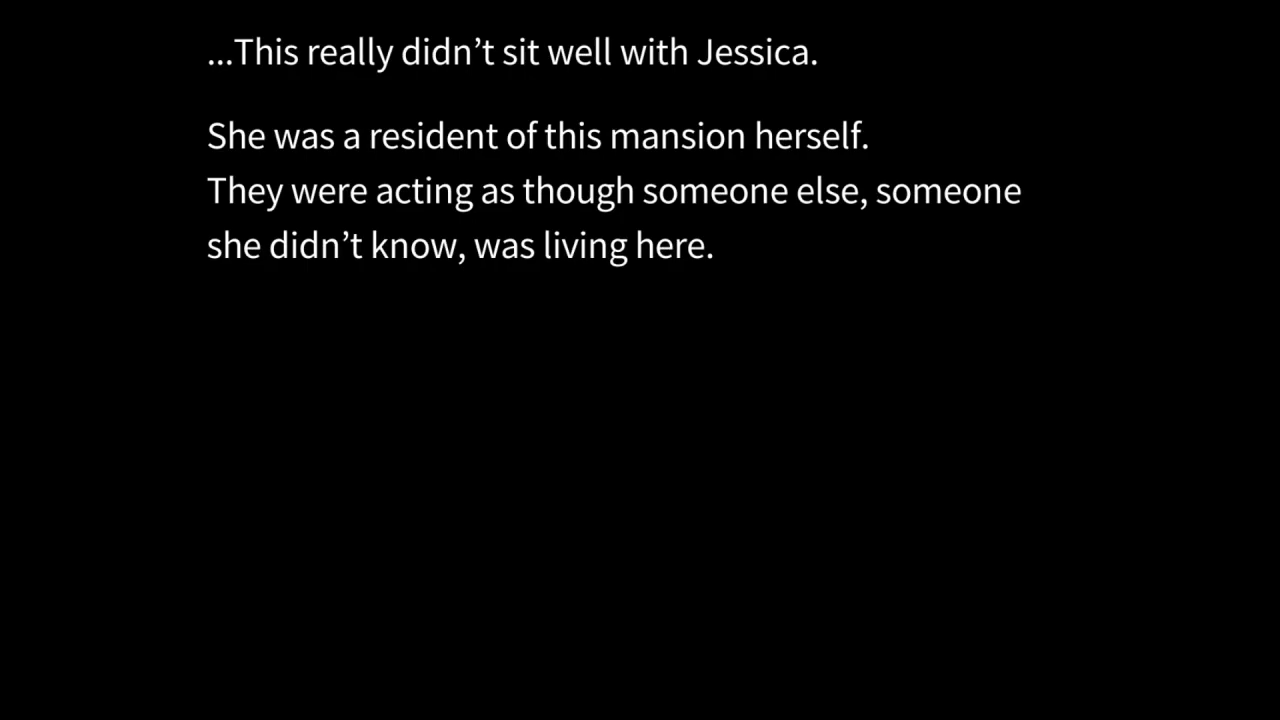 ...This really didn’t sit well with Jessica.
She was a resident of this mansion herself.
They were acting as though someone else, someone
she didn’t know, was living here.